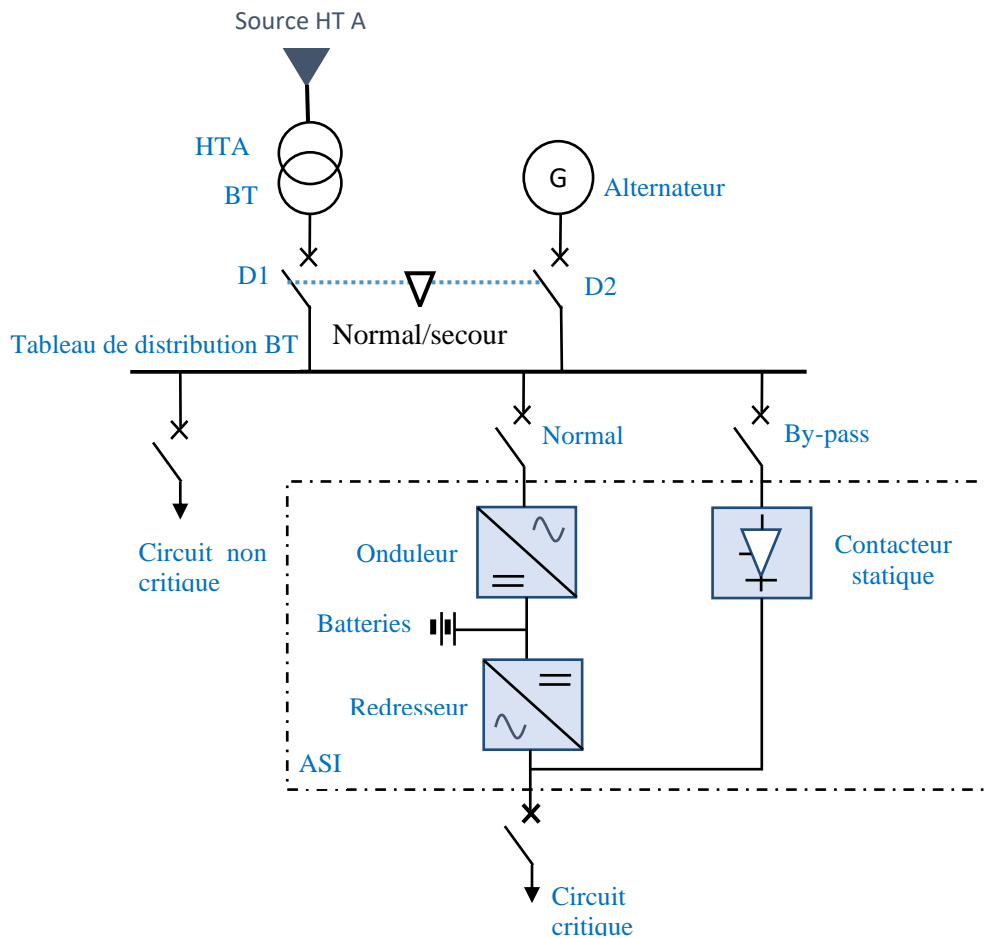 Source HT A
HTA
BT
G
Alternateur
D1
D2
Normal/secour
Tableau de distribution BT
Normal
By-pass
Circuit non
critique
Onduleur
Contacteur
statique
Batteries
Redresseur
ASI
Circuit
critique